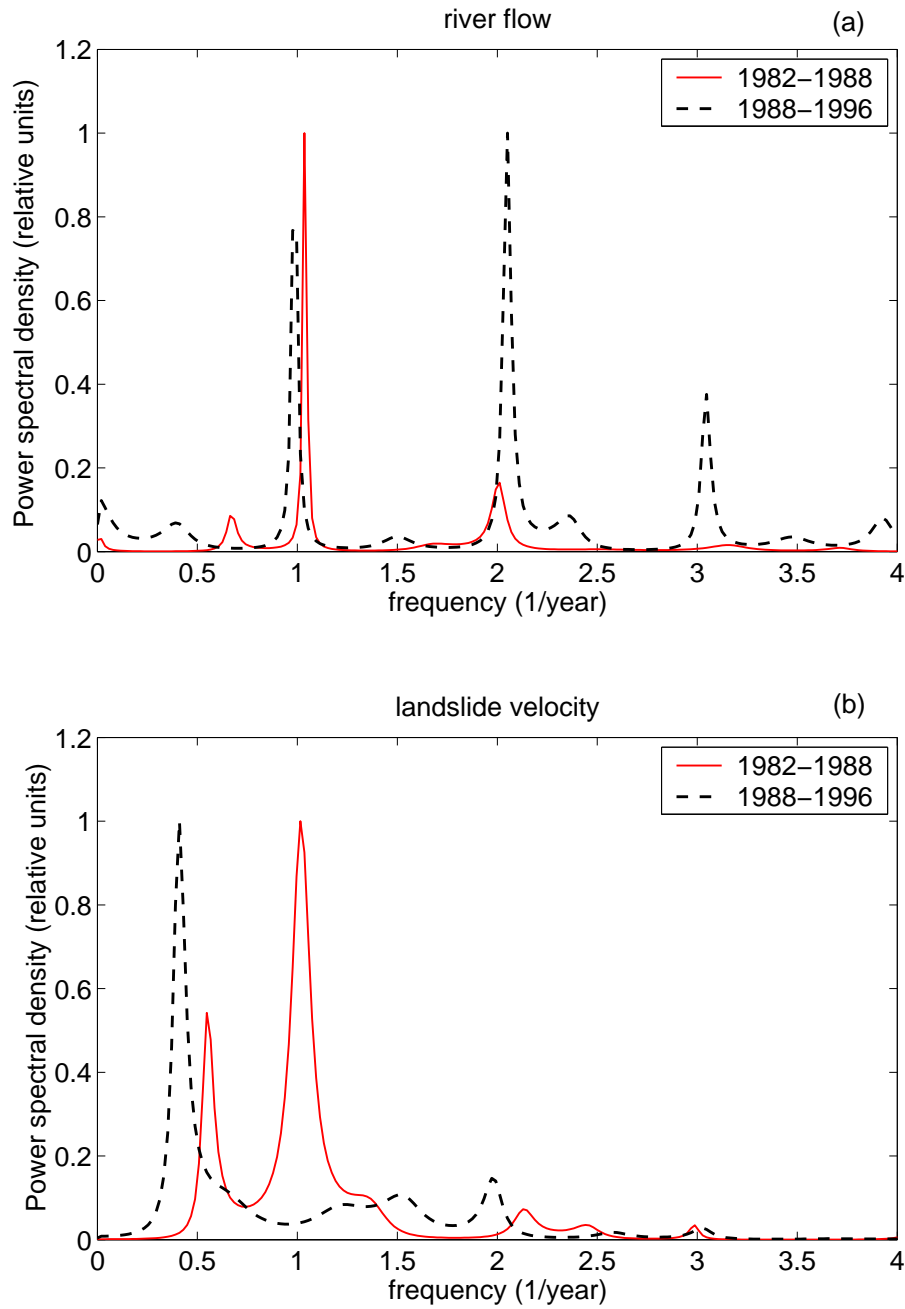 river flow
(a)
1.2
1
0.8
0.6
0.4
0.2
0
Power spectral density (relative units)
1982−1988
1988−1996
0 0.5 1 1.5 2 2.5 3 3.5 4
frequency (1/year)
landslide velocity
(b)
1.2
1
0.8
0.6
0.4
0.2
0
Power spectral density (relative units)
1982−1988
1988−1996
0 0.5 1 1.5 2 2.5 3 3.5 4
frequency (1/year)